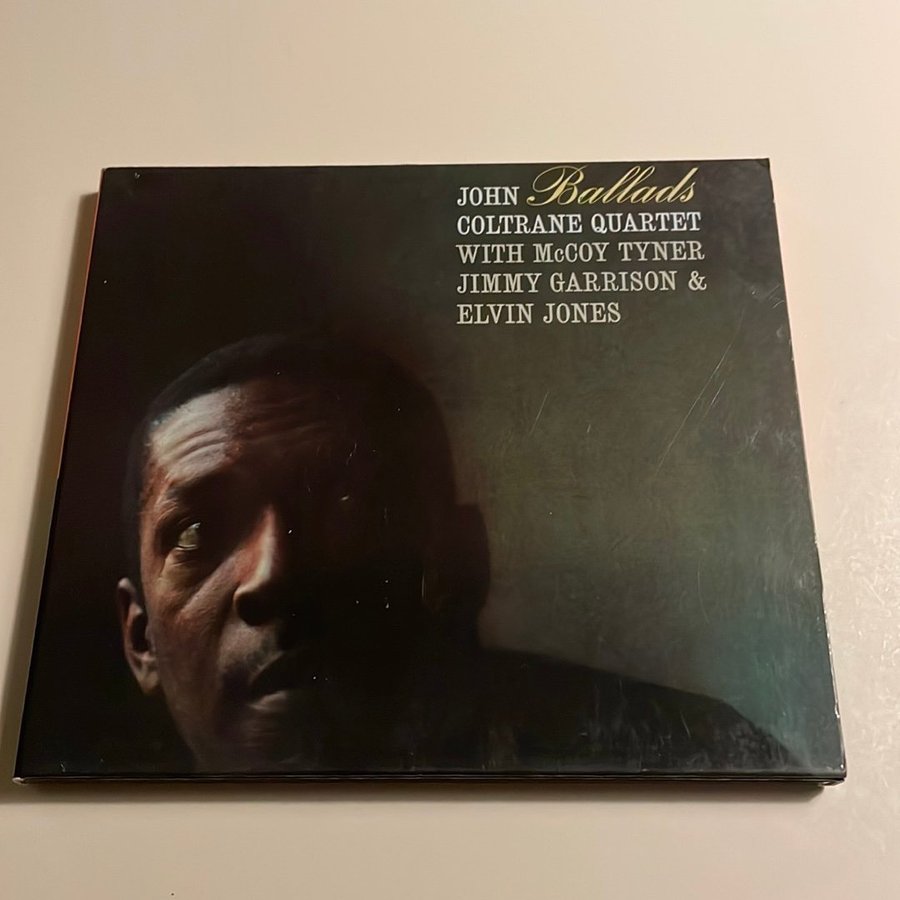 JOHN Ballads
COLTRANE QUARTET
WITH McCOY TYNER
JIMMY GARRISON &
ELVIN JONES